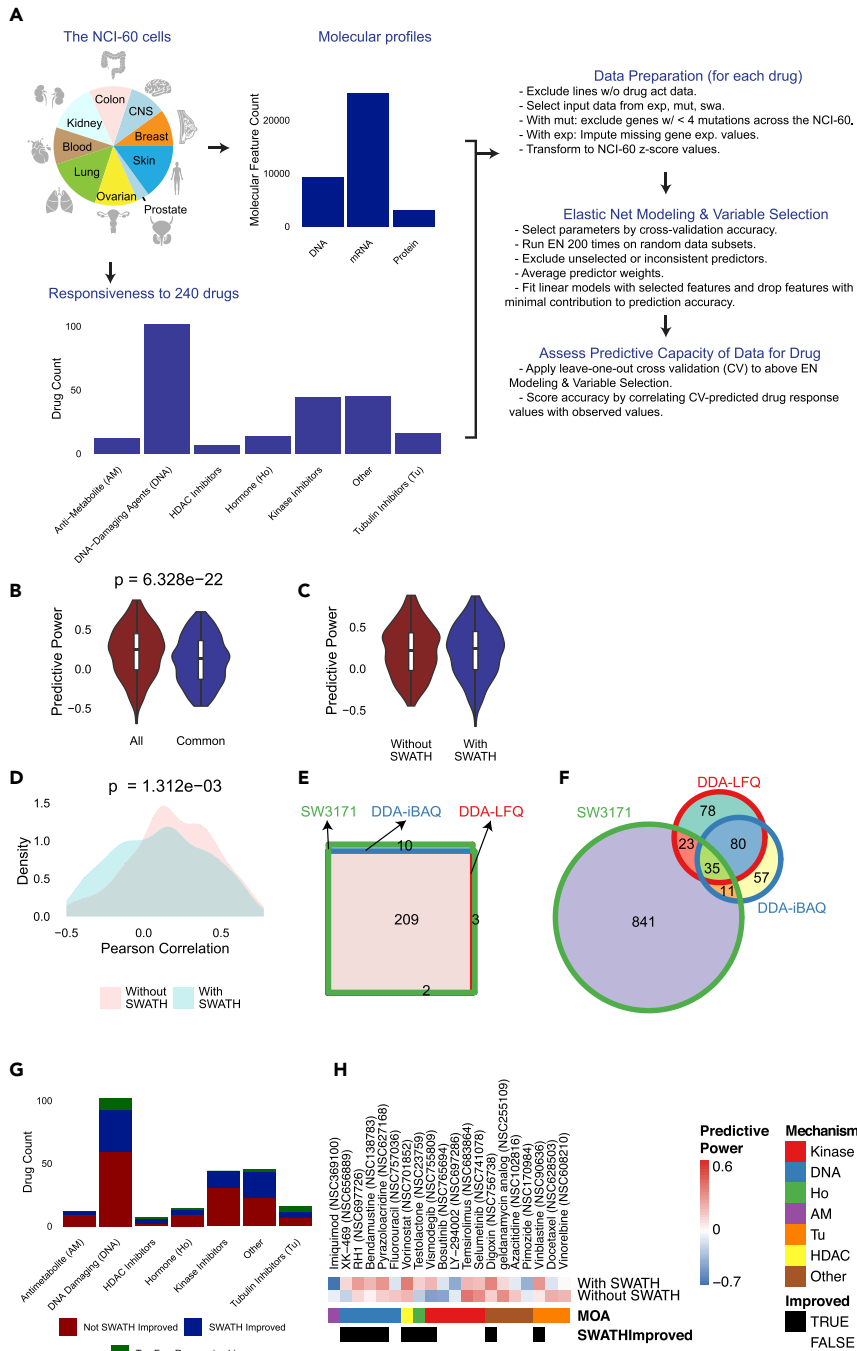 A
The NCI-60 cells
Colon
CNS
Kidney
Breast
Blood
Skin
Lung
Ovarian
Prostate
Molecular profiles
Molecular Feature Count
20000
10000
0
DNA
mRNA
Protein
Data Preparation (for each drug)
- Exclude lines w/o drug act data.
- Select input data from exp, mut, swa.
- With mut: exclude genes w/ < 4 mutations across the NCI-60.
- With exp: Impute missing gene exp. values.
- Transform to NCI-60 z-score values.
Elastic Net Modeling & Variable Selection
- Select parameters by cross-validation accuracy.
- Run EN 200 times on random data subsets.
- Exclude unselected or inconsistent predictors.
- Average predictor weights.
- Fit linear models with selected features and drop features with
minimal contribution to prediction accuracy.
Assess Predictive Capacity of Data for Drug
- Apply leave-one-out cross validation (CV) to above EN
Modeling & Variable Selection.
- Score accuracy by correlating CV-predicted drug response
values with observed values.
Responsiveness to 240 drugs
Drug Count
100
50
0
Anti−Metabolite (AM)
DNA−Damaging Agents (DNA)
HDAC Inhibitors
Hormone (Ho)
Kinase Inhibitors
Other
Tubulin Inhibitors (Tu)
B
p = 6.328e−22
Predictive Power
0.5
0.0
−0.5
All
Common
C
Predictive Power
0.5
0.0
−0.5
Without
SWATH
With
SWATH
D
p = 1.312e−03
Density
1.5
1.0
0.5
0.0
−0.5
0.0
0.5
Pearson Correlation
Without
SWATH
With
SWATH
E
SW3171
DDA-iBAQ
DDA-LFQ
10
209
3
2
F
DDA-LFQ
SW3171
78
23
80
35
57
11
DDA-iBAQ
841
G
Drug Count
100
50
0
Antimetabolite (AM)
DNA Damaging (DNA)
HDAC Inhibitors
Hormone (Ho)
Kinase Inhibitors
Other
Tubulin Inhibitors (Tu)
Not SWATH Improved
SWATH Improved
H
Imiquimod (NSC369100)
XK−469 (NSC656889)
RH1 (NSC697726)
Bendamustine (NSC138783)
Pyrazoloacridine (NSC627168)
Fluorouracil (NSC757036)
Vorinostat (NSC701852)
Testolactone (NSC23759)
Vismodegib (NSC755809)
Bosutinib (NSC765694)
LY−294002 (NSC697286)
Temsirolimus (NSC683864)
Selumetinib (NSC741078)
Digoxin (NSC756738)
geldanamycin analog (NSC255109)
Azacitidine (NSC102816)
Pimozide (NSC170984)
Vinblastine (NSC90636)
Docetaxel (NSC628503)
Vinorelbine (NSC608210)
With SWATH
Without SWATH
MOA
SWATHImproved
Predictive
Power
0.6
0
−0.7
Mechanism
Kinase
DNA
Ho
AM
Tu
HDAC
Other
Improved
TRUE
FALSE